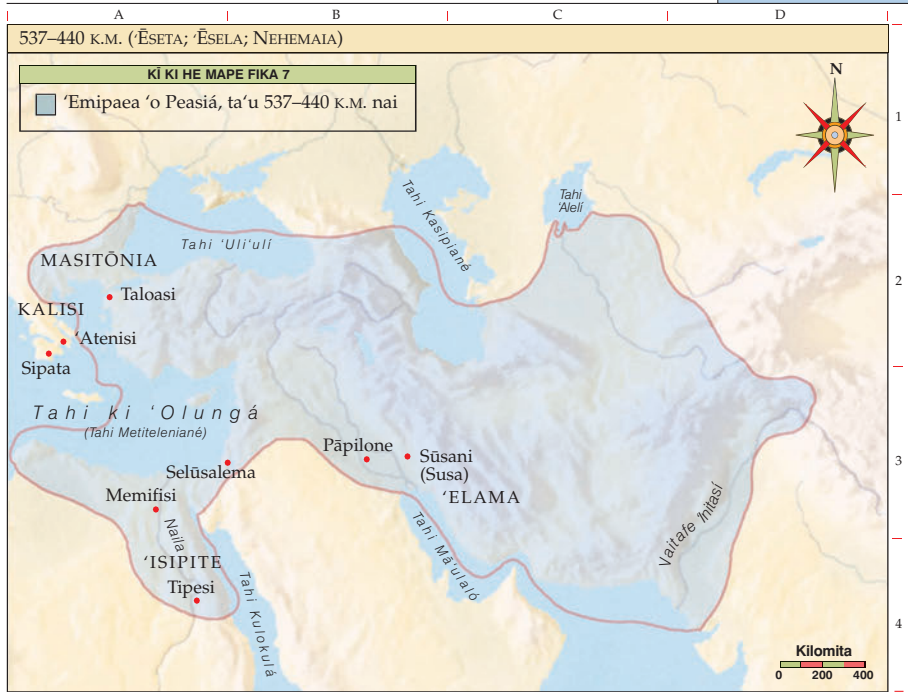 A B C D
537–440 K.M. (ʻĒSETA; ʻĒSELA; NEHEMAIA)
KĪ KI HE MAPE FIKA 7
ʻEmipaea ʻo Peasiá, taʻu 537–440 K.M. nai
N
1
Tahi Kasipiané
Tahi
ʻAlelí
Tahi ʻUliʻulí
MASITŌNIA
2
Taloasi
KALISI
ʻAtenisi
Sipata
Tahi ki ʻOlungá
(Tahi Metitelenianē)
Pāpilone
Sūsani
(Susa)
3
Selūsalema
Memifisi
ʻELAMA
Naila
Tahi Māʻulaló
Vaitafe ʻInitasí
ʻISIPITE
Tipesi
Tahi Kulokulá
4
Kilomita
0 200 400